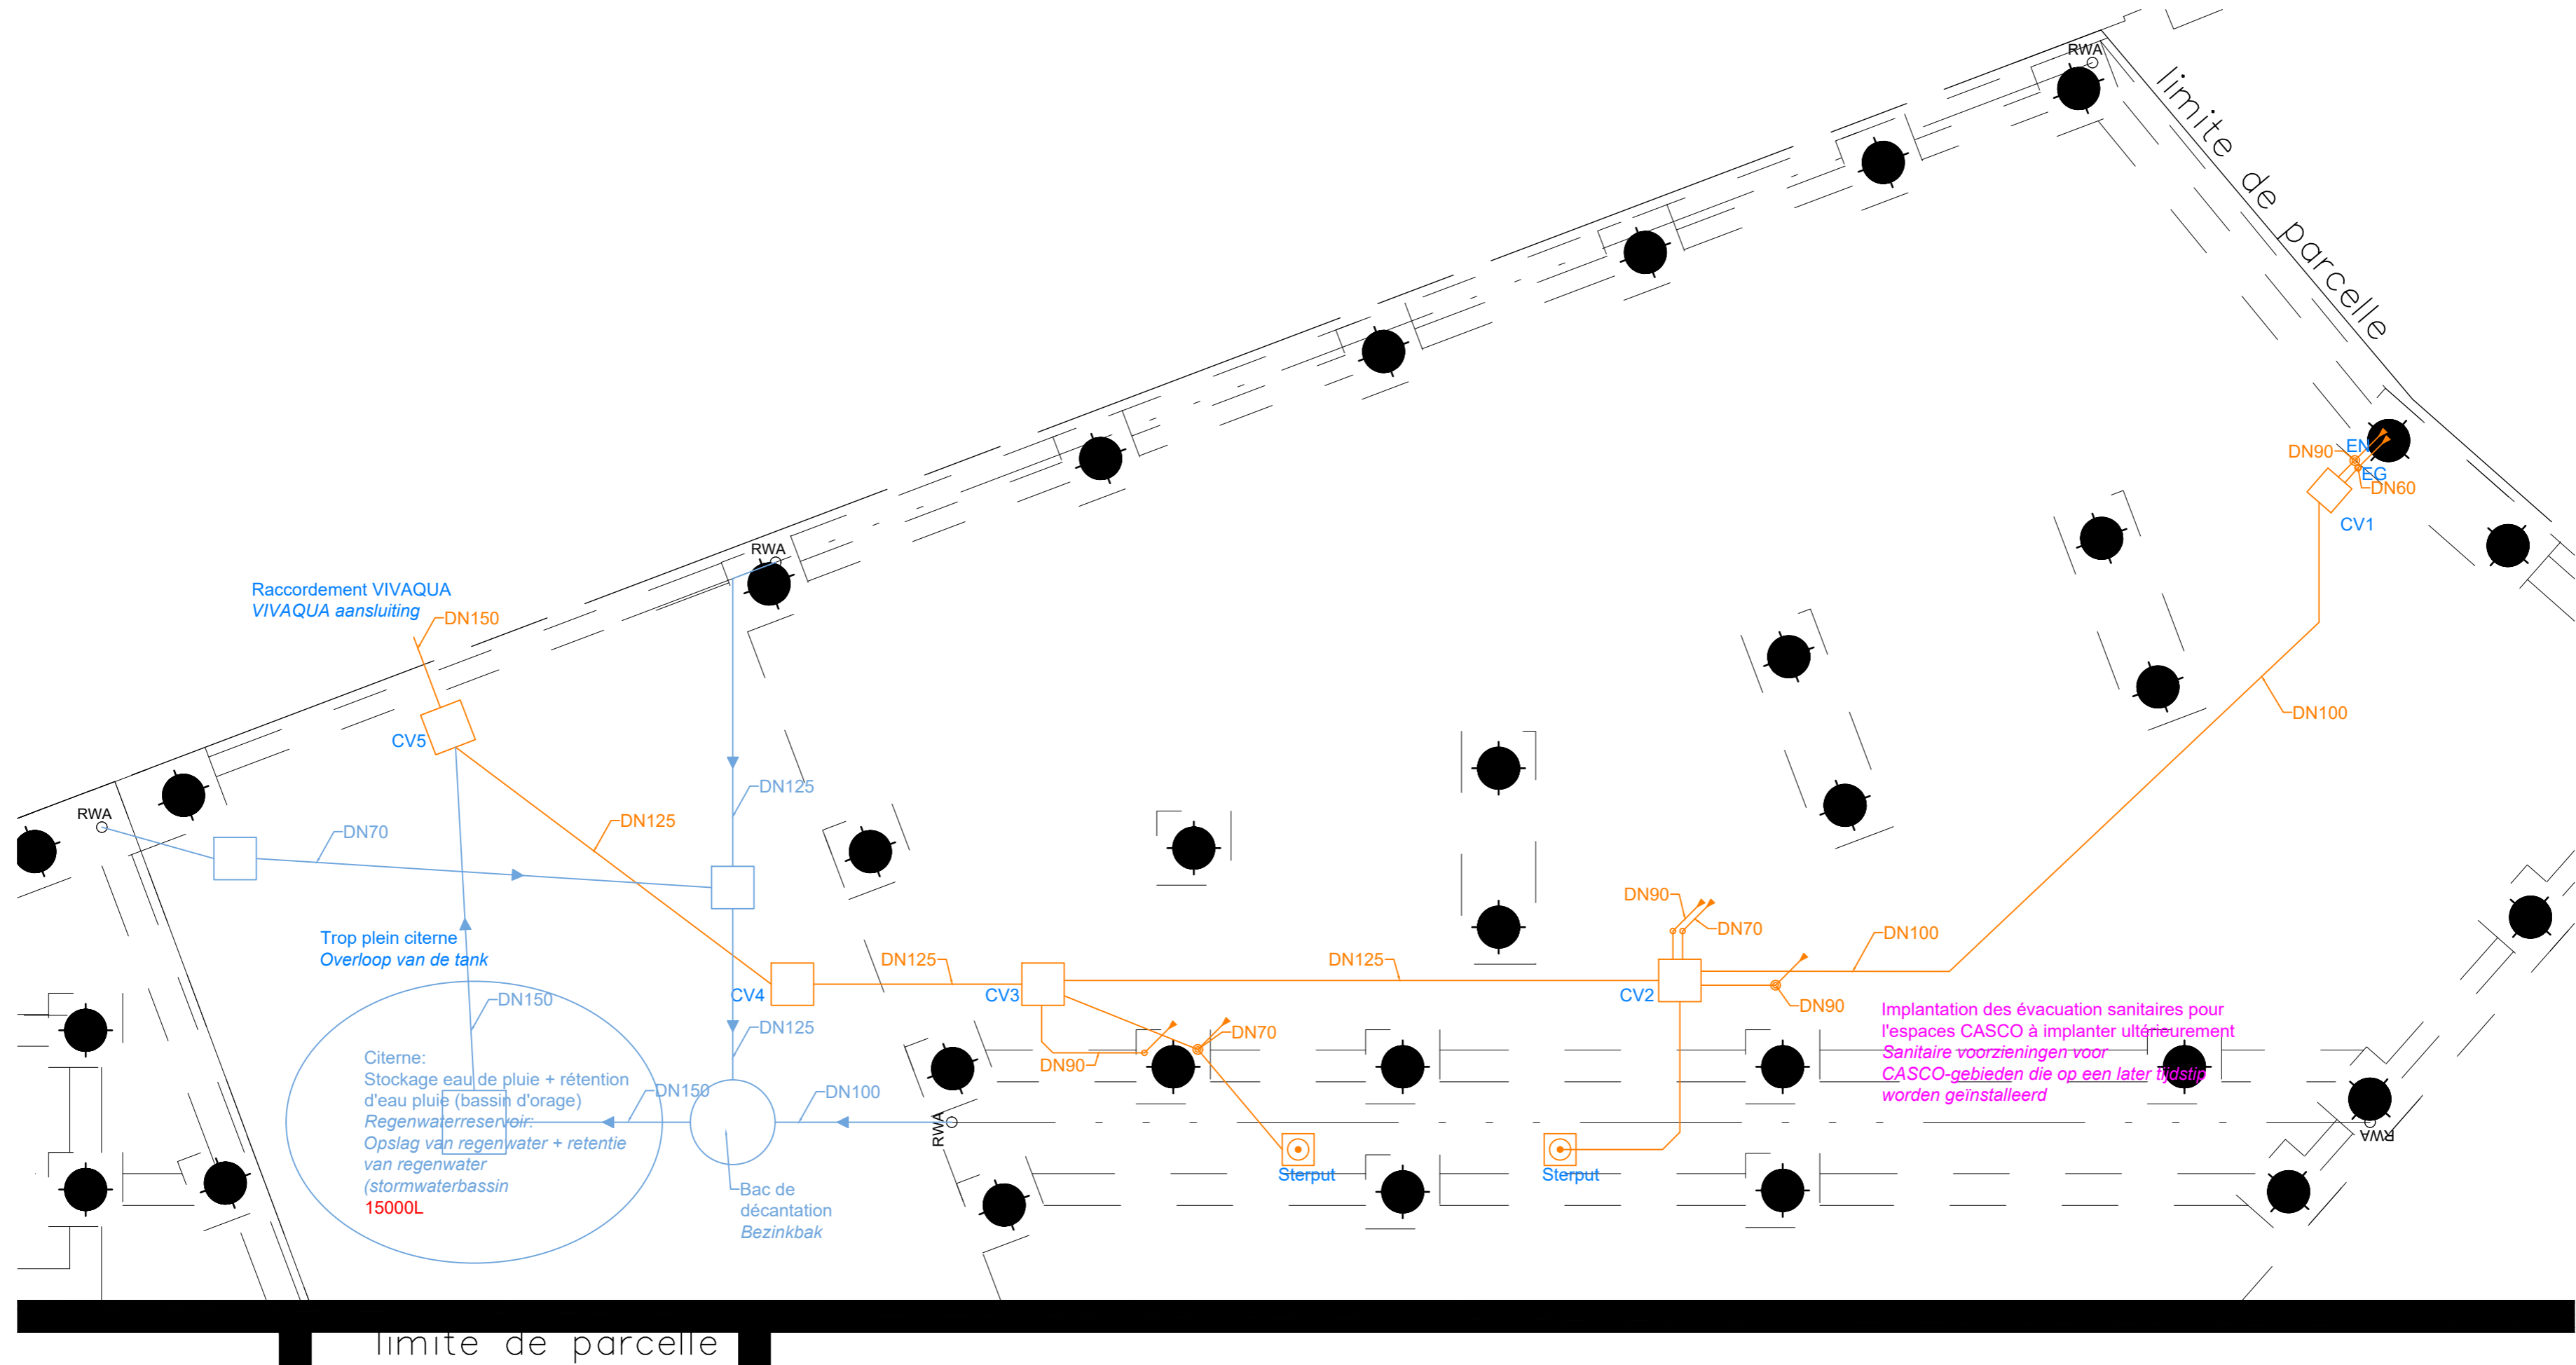 RWA
limite de parcelle
DN90
EN
EG
DN60
CV1
RWA
Raccordement VIVAQUA
VIVAQUA aansluiting
DN150
CV5
DN100
DN125
RWA
DN125
DN70
DN90
DN70
DN100
Trop plein citerne
Overloop van de tank
DN125
DN125
CV4
CV3
CV2
DN90
DN150
DN125
DN70
DN90
Implantation des évacuation sanitaires pour
l'espaces CASCO à implanter ultérieurement
Sanitaire voorzieningen voor
CASCO-gebieden die op een later tijdstip
worden geïnstalleerd
Citerne:
Stockage eau de pluie + rétention
d'eau pluie (bassin d'orage)
Regenwaterreservoir:
Opslag van regenwater + retentie
van regenwater
(stormwaterbassin
15000L
DN150
DN100
RWA
RWA
Sterput
Sterput
Bac de
décantation
Bezinkbak
limite de parcelle